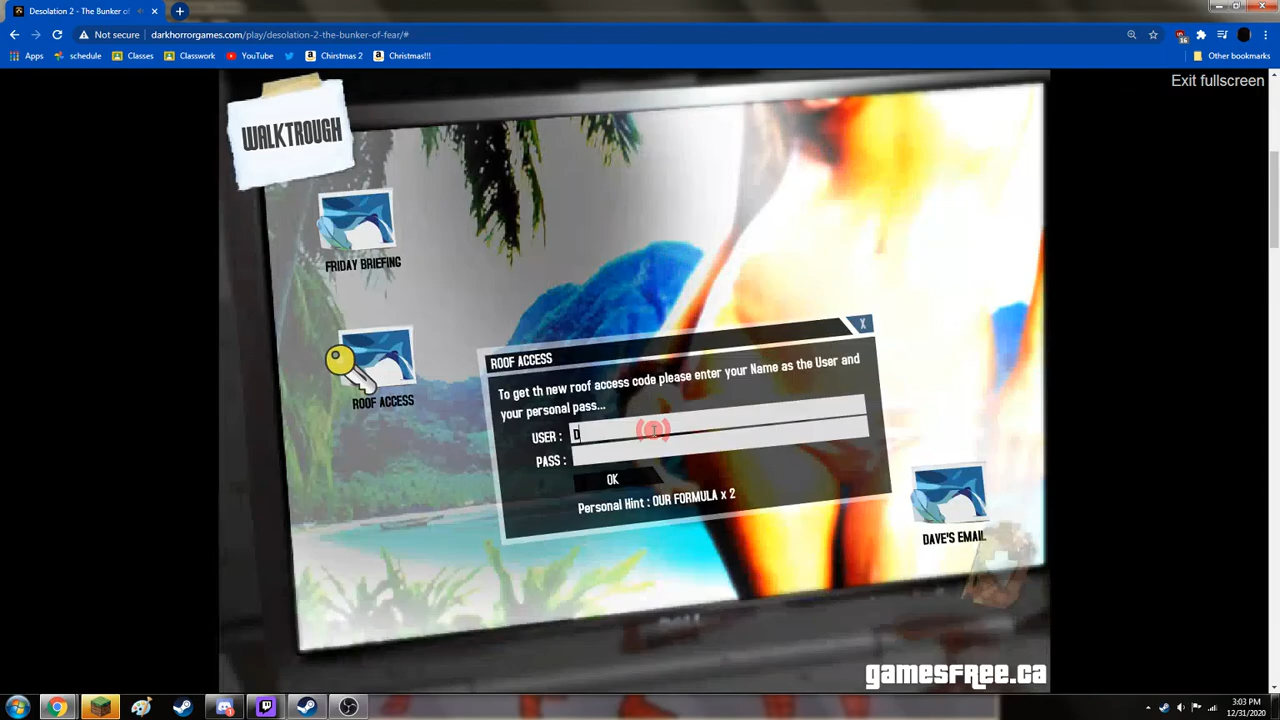 Desolation 2 - The Bunker of
Not secure
darkhorrorgames.com/play/desolation-2-the-bunker-of-fear/#
16
Apps
schedule
Classes
Classwork
YouTube
Christmas 2
Christmas!!!
Other bookmarks
Exit fullscreen
WALKTROUGH
FRIDAY BRIEFING
ROOF ACCESS
X
ROOF ACCESS
To get th new roof access code please enter your Name as the User and
your personal pass...
USER : D
PASS :
OK
Personal Hint : OUR FORMULA x 2
DAVE'S EMAIL
DELL
gamesfree.ca
3:03 PM
12/31/2020